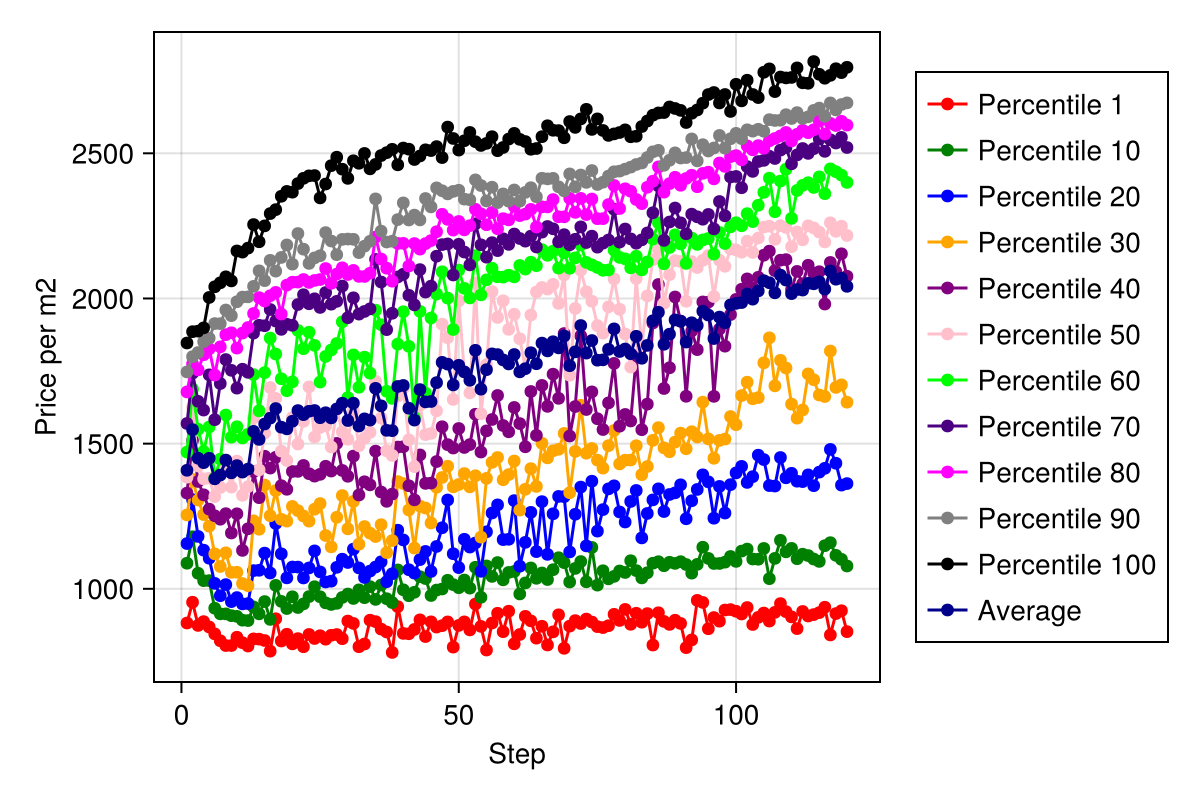 Price per m2
2500
2000
1500
1000
0
50
100
Step
Percentile 1
Percentile 10
Percentile 20
Percentile 30
Percentile 40
Percentile 50
Percentile 60
Percentile 70
Percentile 80
Percentile 90
Percentile 100
Average